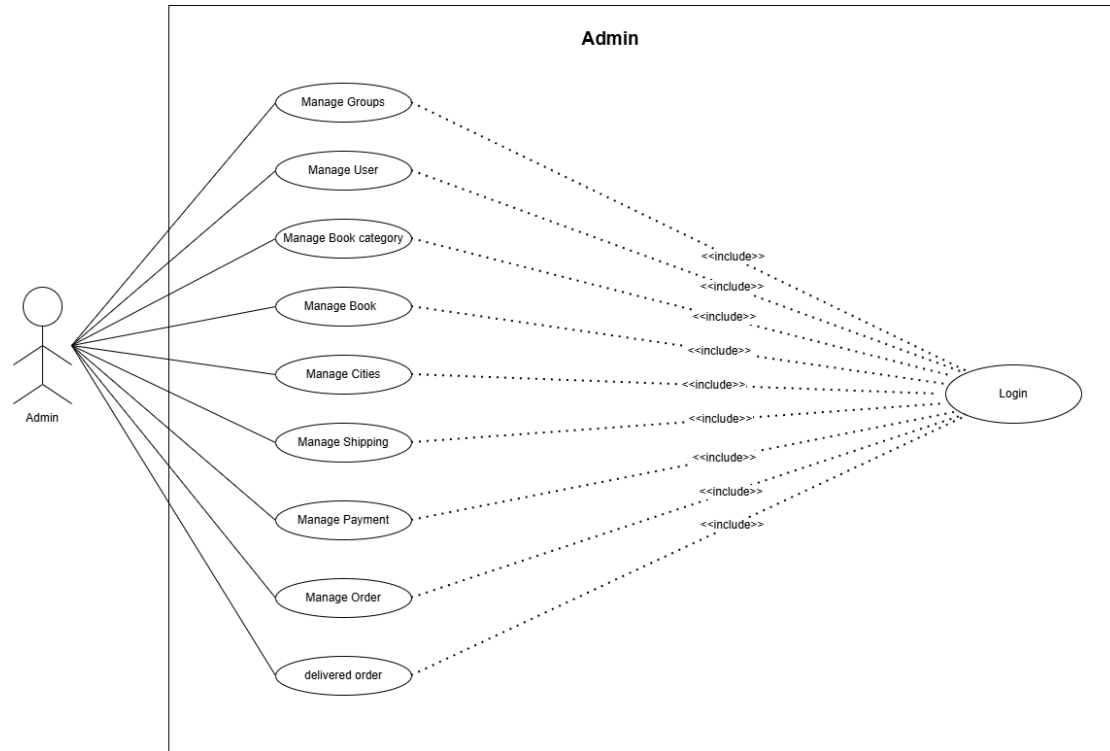 Admin
Manage Groups
Manage User
Manage Book category
<<include>>
<<include>>
Manage Book
<<include>>
<<include>>
Manage Cities
<<include>>
Login
Admin
Manage Shipping
<<include>>
<<include>>
Manage Payment
<<include>>
<<include>>
Manage Order
delivered order